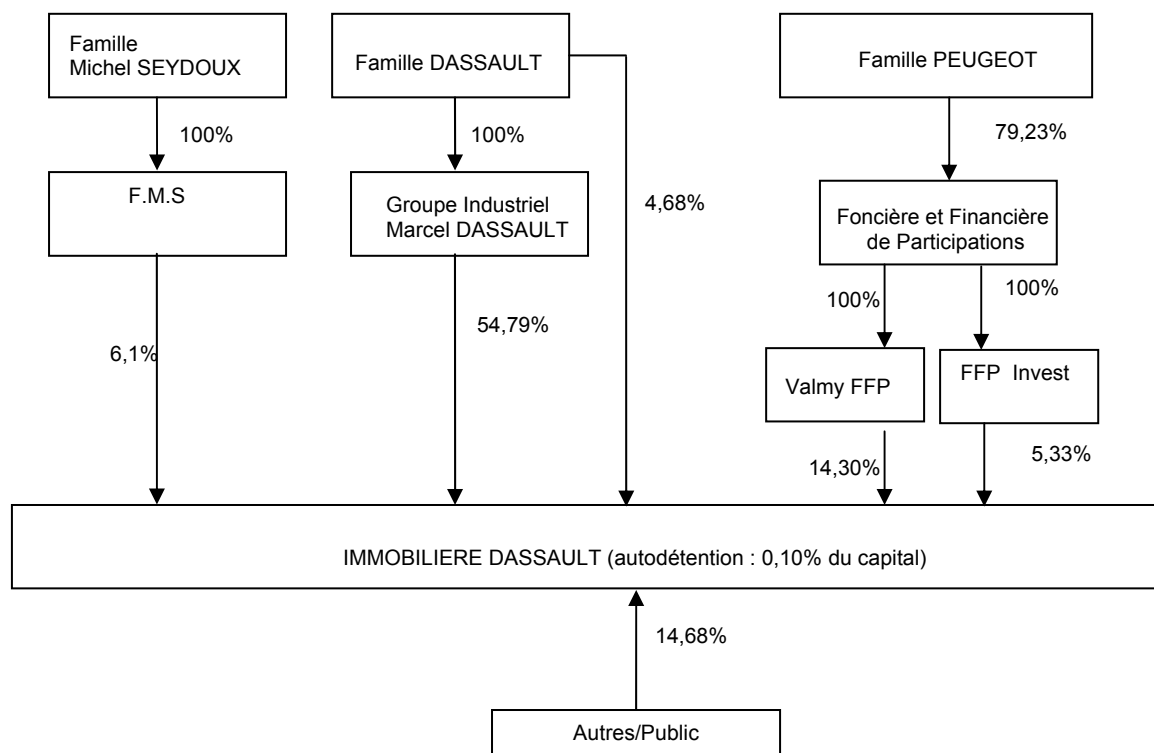 Famille
Michel SEYDOUX
Famille DASSAULT
Famille PEUGEOT
100%
100%
79,23%
F.M.S
Groupe Industriel
Marcel DASSAULT
4,68%
Foncière et Financière
de Participations
100%
100%
6,1%
54,79%
Valmy FFP
FFP Invest
14,30%
5,33%
IMMOBILIERE DASSAULT (autodétention : 0,10% du capital)
14,68%
Autres/Public